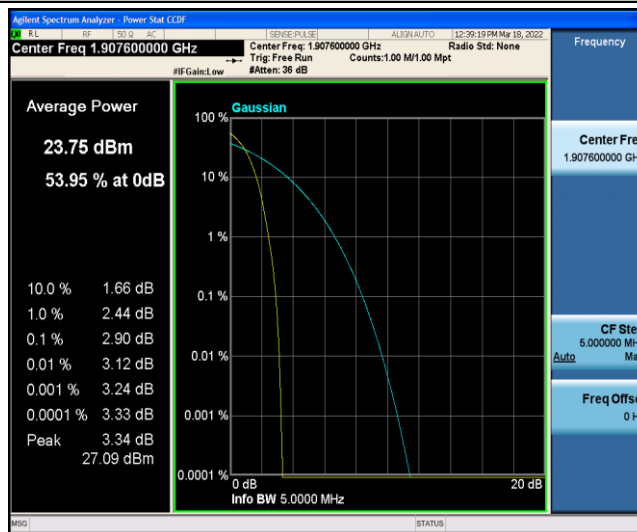 Agilent Spectrum Analyzer - Power Stat CCDF
RL RF 50 Ω AC SENSE:PULSE ALIGNAUTO 12:39:19 PM Mar 18, 2022
Center Freq 1.907600000 GHz
Center Freq: 1.907600000 GHz Radio Std: None
Trig: Free Run Counts:1.00 M/1.00 Mpt
#IFGain:Low #Atten: 36 dB
Frequency
Average Power
23.75 dBm
53.95 % at 0dB
10.0 % 1.66 dB
1.0 % 2.44 dB
0.1 % 2.90 dB
0.01 % 3.12 dB
0.001 % 3.24 dB
0.0001 % 3.33 dB
Peak 3.34 dB
27.09 dBm
Gaussian
100 %
10 %
1 %
0.1 %
0.01 %
0.001 %
0.0001 %
0 dB 20 dB
Info BW 5.0000 MHz
Center Fre
1.907600000 GH
CF Ste
5.000000 MH
Auto Ma
Freq Offs
0 H
MSG STATUS